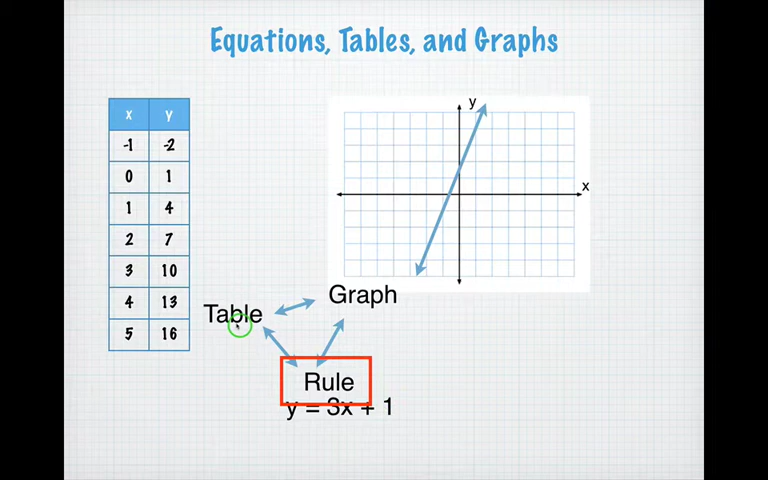 Equations, Tables, and Graphs
x y
-1 -2
0 1
1 4
2 7
3 10
4 13
5 16
y
x
Graph
Table
Rule
y = 3x + 1